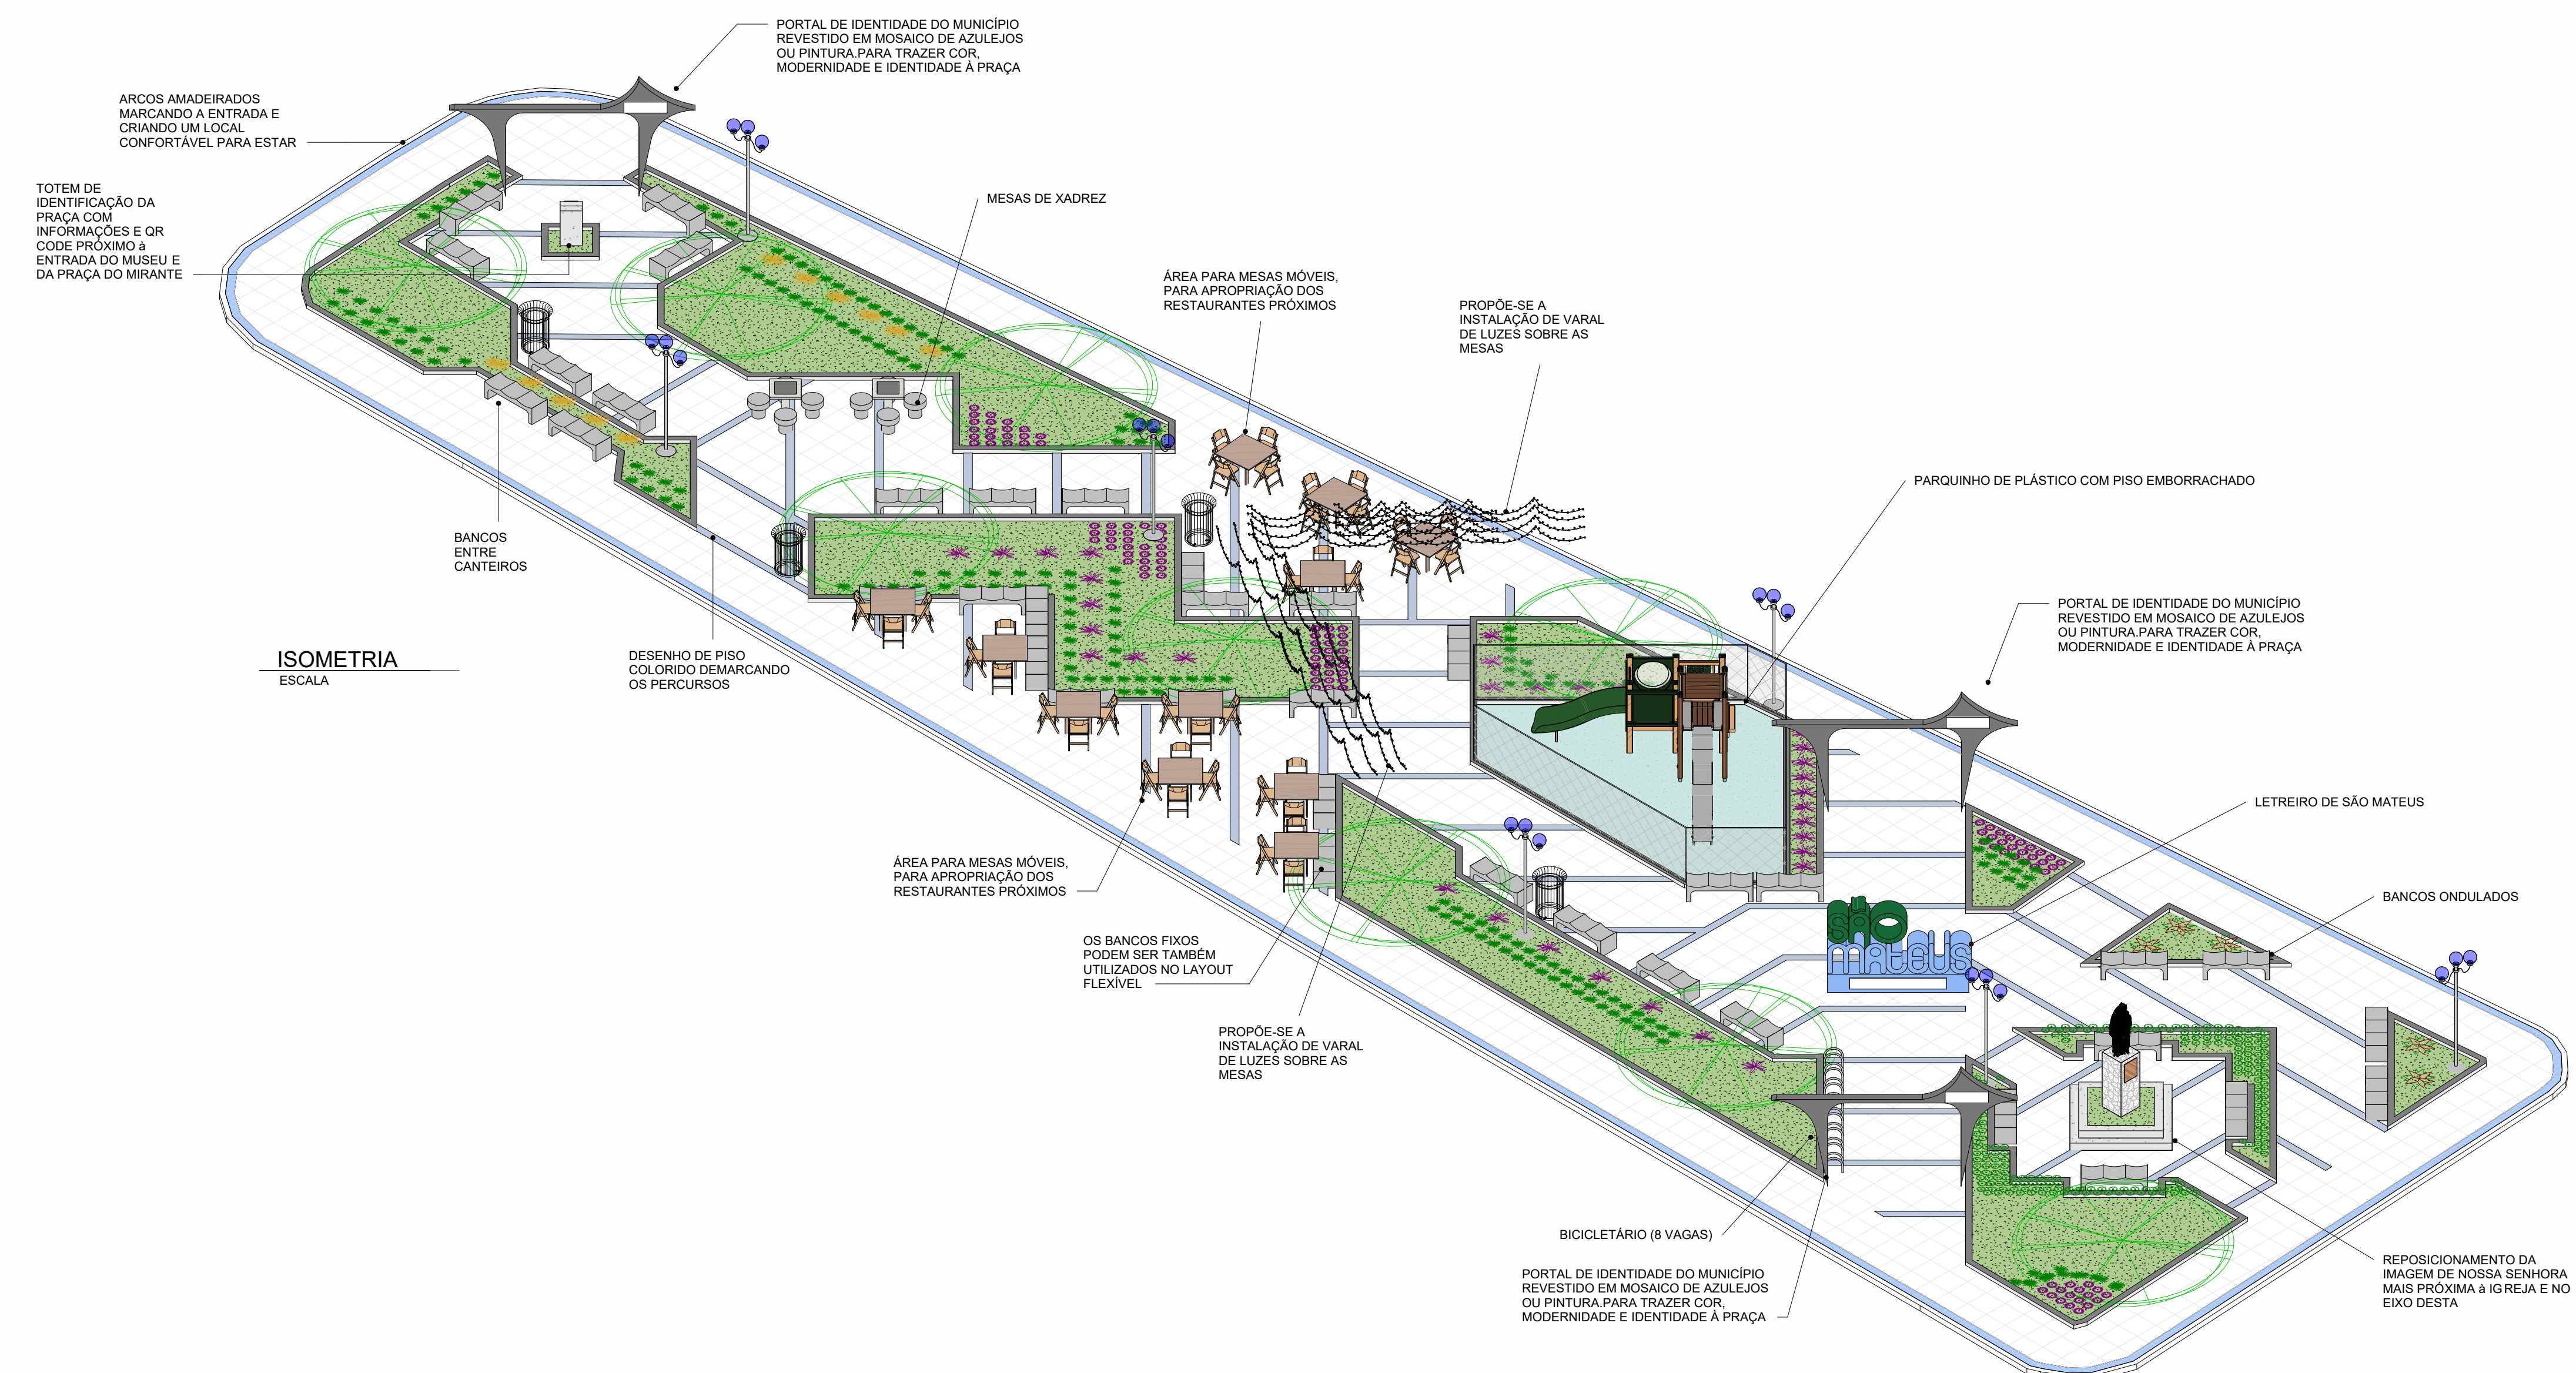 PORTAL DE IDENTIDADE DO MUNICÍPIO
REVESTIDO EM MOSAICO DE AZULEJOS
OU PINTURA.PARA TRAZER COR,
MODERNIDADE E IDENTIDADE À PRAÇA
ARCOS AMADEIRADOS
MARCANDO A ENTRADA E
CRIANDO UM LOCAL
CONFORTÁVEL PARA ESTAR
TOTEM DE
IDENTIFICAÇÃO DA
PRAÇA COM
INFORMAÇÕES E QR
CODE PRÓXIMO à
ENTRADA DO MUSEU E
DA PRAÇA DO MIRANTE
MESAS DE XADREZ
ÁREA PARA MESAS MÓVEIS,
PARA APROPRIAÇÃO DOS
RESTAURANTES PRÓXIMOS
PROPÕE-SE A
INSTALAÇÃO DE VARAL
DE LUZES SOBRE AS
MESAS
PARQUINHO DE PLÁSTICO COM PISO EMBORRACHADO
BANCOS
ENTRE
CANTEIROS
PORTAL DE IDENTIDADE DO MUNICÍPIO
REVESTIDO EM MOSAICO DE AZULEJOS
OU PINTURA.PARA TRAZER COR,
MODERNIDADE E IDENTIDADE À PRAÇA
ISOMETRIA
ESCALA
DESENHO DE PISO
COLORIDO DEMARCANDO
OS PERCURSOS
LETREIRO DE SÃO MATEUS
ÁREA PARA MESAS MÓVEIS,
PARA APROPRIAÇÃO DOS
RESTAURANTES PRÓXIMOS
BANCOS ONDULADOS
são
mateus
OS BANCOS FIXOS
PODEM SER TAMBÉM
UTILIZADOS NO LAYOUT
FLEXÍVEL
PROPÕE-SE A
INSTALAÇÃO DE VARAL
DE LUZES SOBRE AS
MESAS
BICICLETÁRIO (8 VAGAS)
PORTAL DE IDENTIDADE DO MUNICÍPIO
REVESTIDO EM MOSAICO DE AZULEJOS
OU PINTURA.PARA TRAZER COR,
MODERNIDADE E IDENTIDADE À PRAÇA
REPOSICIONAMENTO DA
IMAGEM DE NOSSA SENHORA
MAIS PRÓXIMA à IGREJA E NO
EIXO DESTA